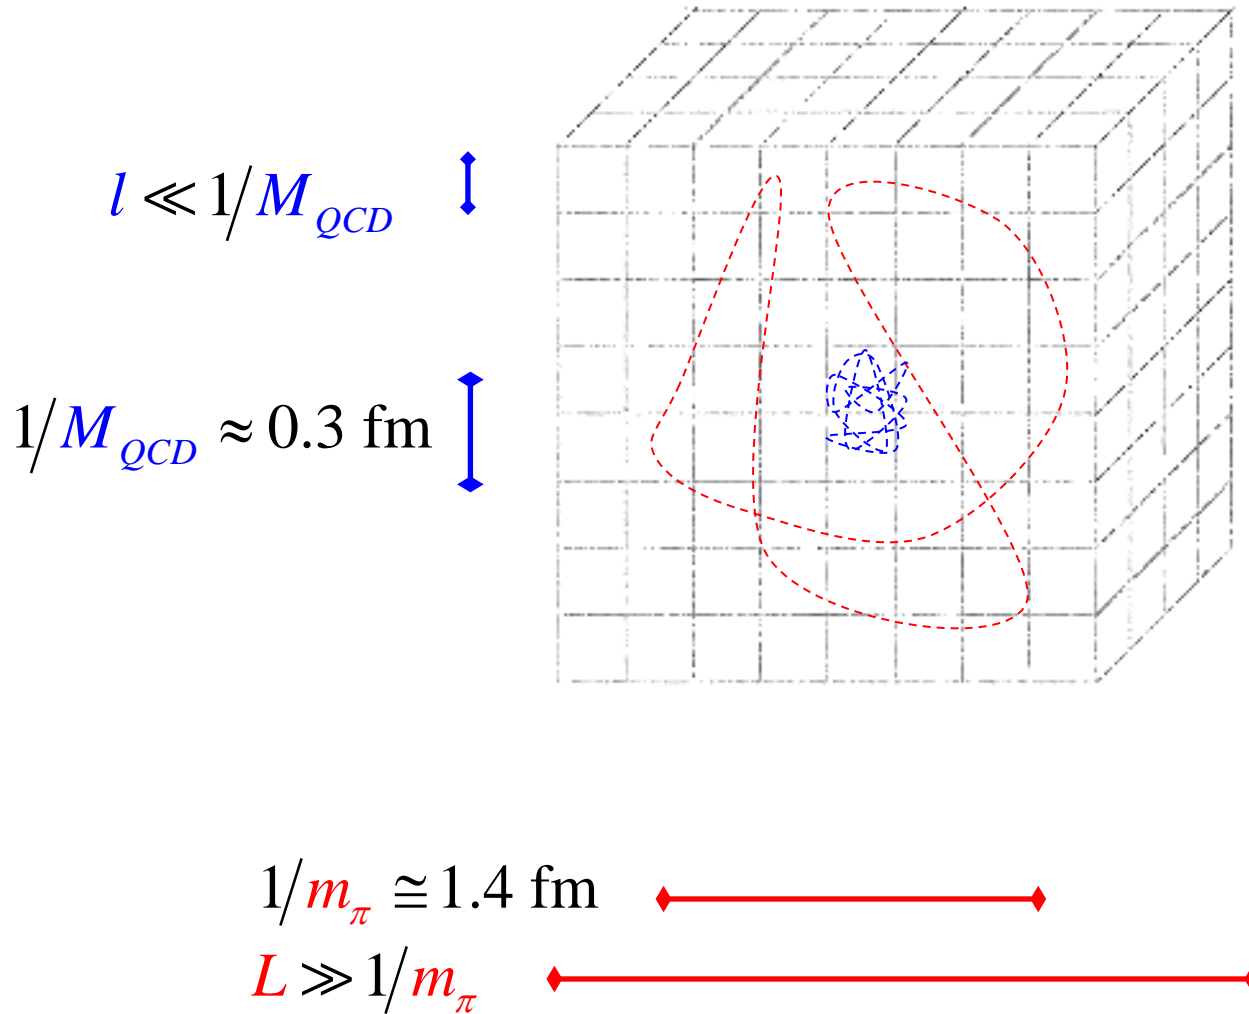 l ≪ 1/M_QCD
1/M_QCD ≈ 0.3 fm
1/m_π ≅ 1.4 fm
L ≫ 1/m_π